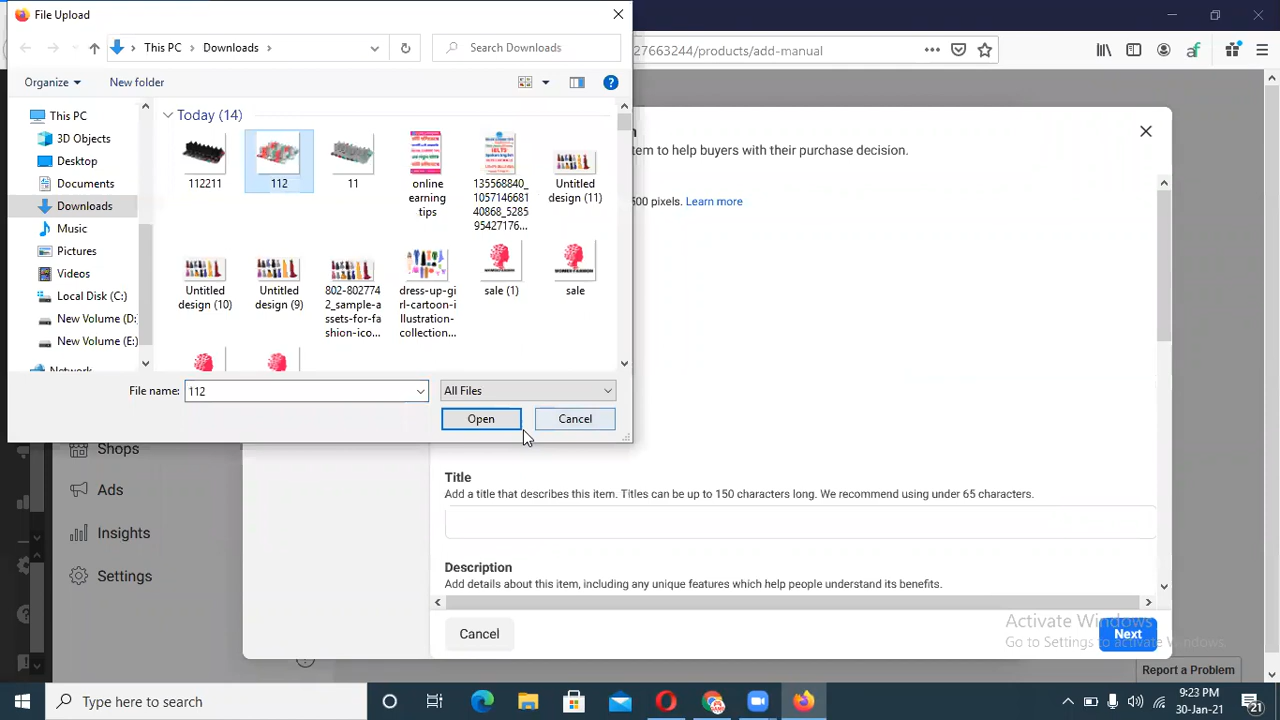 File Upload
This PC
Downloads
Search Downloads
27663244/products/add-manual
Organize
New folder
This PC
3D Objects
Desktop
Documents
Downloads
Music
Pictures
Videos
Local Disk (C:)
New Volume (D:
New Volume (E:)
Network
Today (14)
112211
112
11
online
earning
tips
135568840_
1057146681
40868_5285
95427176...
Untitled
design (11)
Untitled
design (10)
Untitled
design (9)
802-802774
2_sample-a
ssets-for-fa
shion-ico...
dress-up-gi
rl-cartoon-i
llustration-
collection...
sale (1)
sale
File name:
112
All Files
Open
Cancel
tem to help buyers with their purchase decision.
500 pixels. Learn more
Title
Add a title that describes this item. Titles can be up to 150 characters long. We recommend using under 65 characters.
Description
Add details about this item, including any unique features which help people understand its benefits.
Cancel
Next
Activate Windows
Go to Settings to activate Windows.
Report a Problem
Shops
Ads
Insights
Settings
Type here to search
9:23 PM
30-Jan-21
21